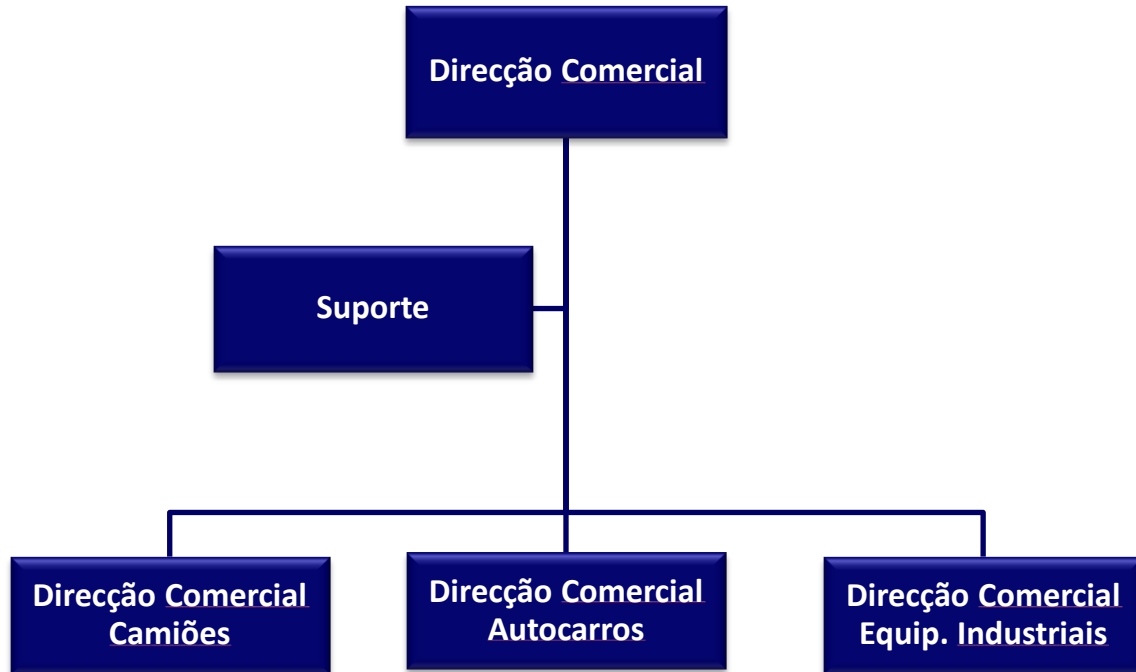 Direcção Comercial
Suporte
Direcção Comercial
Camiões
Direcção Comercial
Autocarros
Direcção Comercial
Equip. Industriais